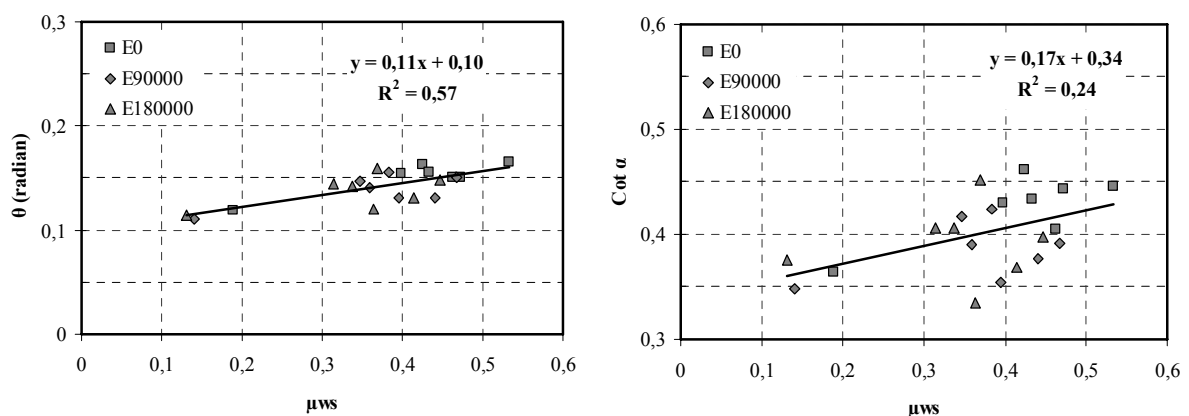 0,3
0,2
0,1
0
θ (radian)
E0
E90000
E180000
y = 0,11x + 0,10
R² = 0,57
0 0,1 0,2 0,3 0,4 0,5 0,6
μws
0,6
0,5
0,4
0,3
Cot α
E0
E90000
E180000
y = 0,17x + 0,34
R² = 0,24
0 0,1 0,2 0,3 0,4 0,5 0,6
μws